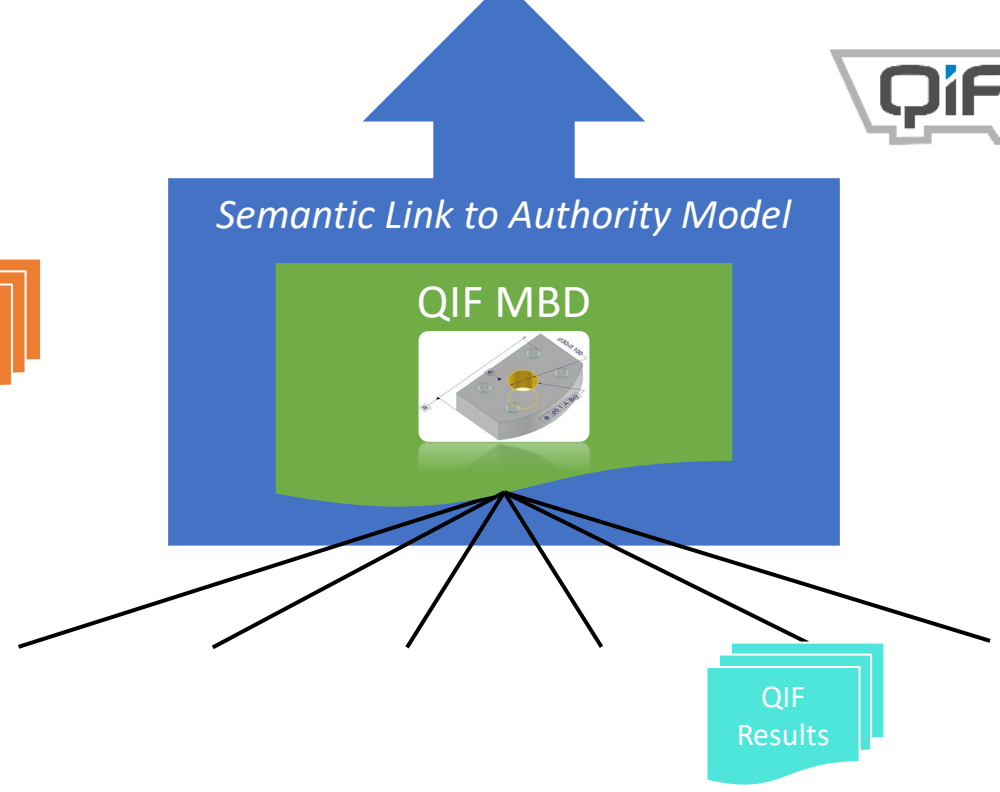 QiF
Semantic Link to Authority Model
QIF MBD
A
B
QIF
Results